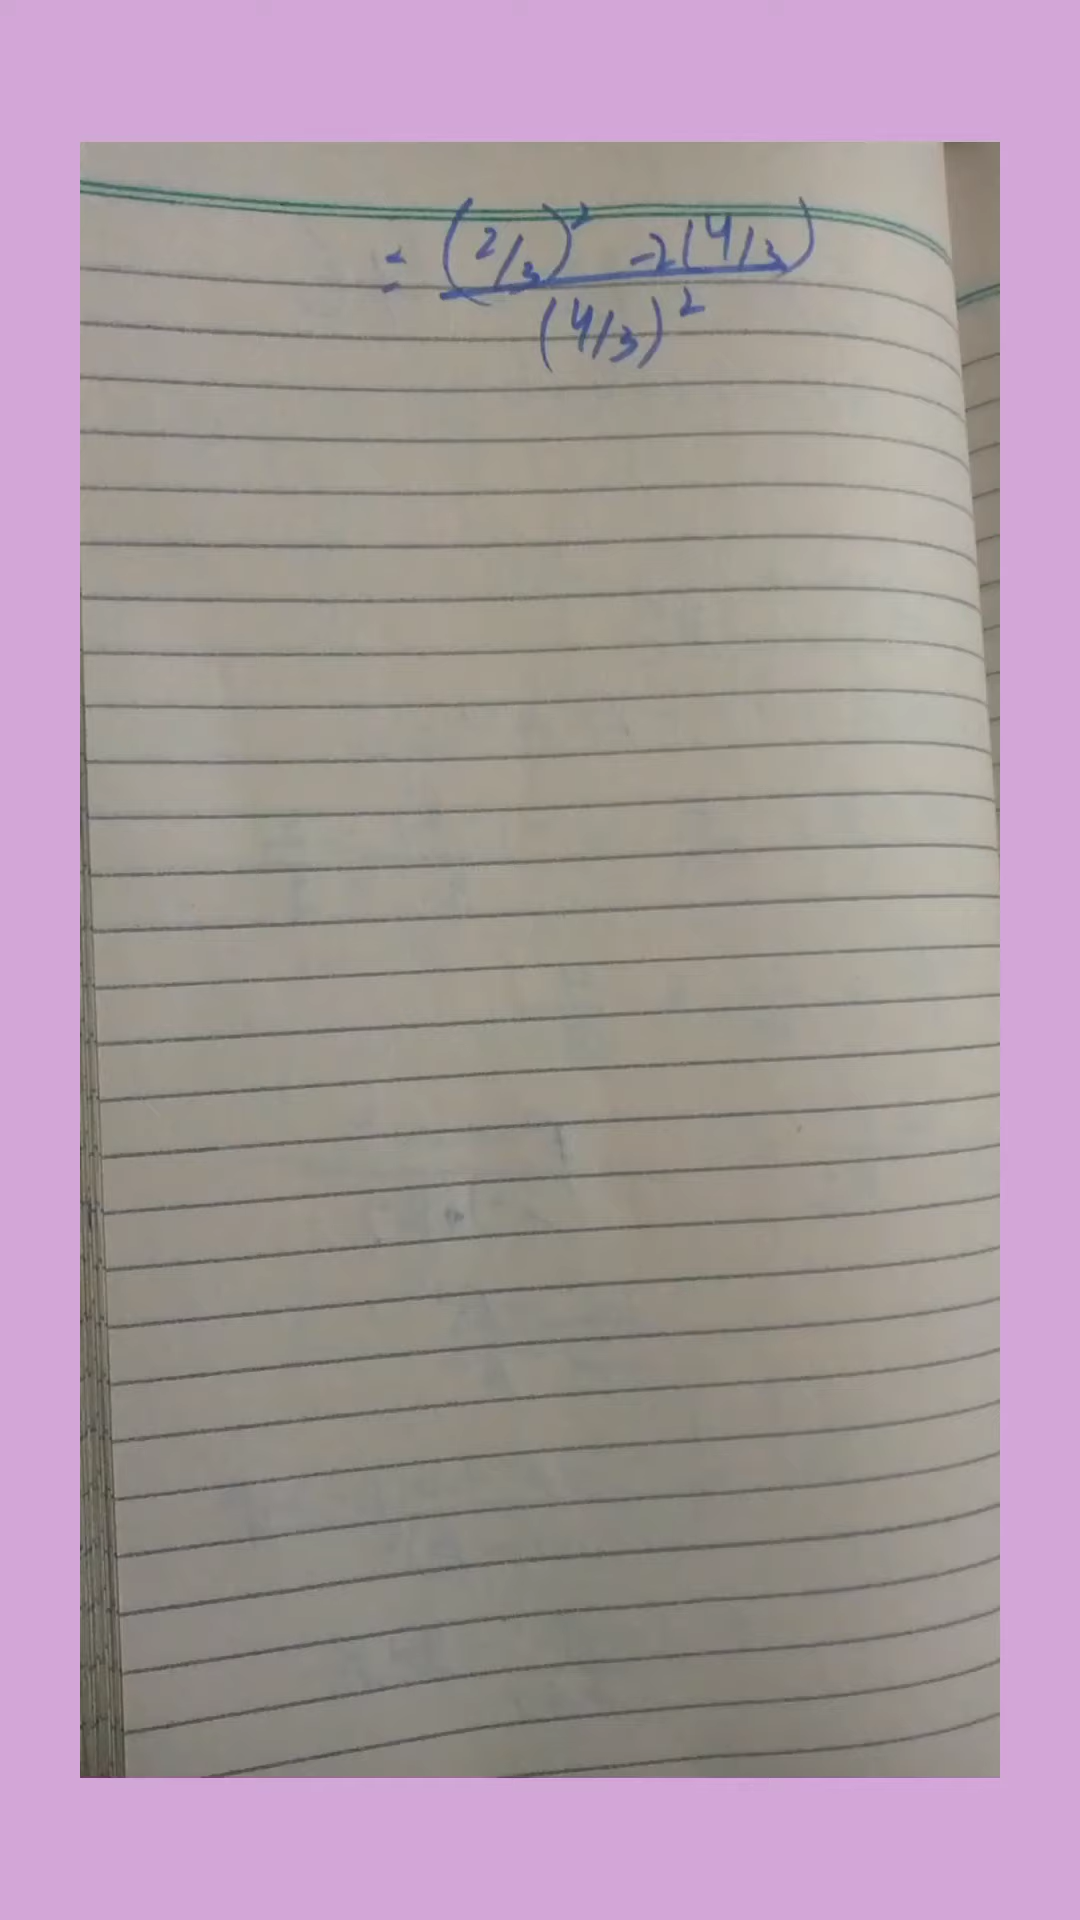 = (2/3)² -2(4/3)
(4/3)²